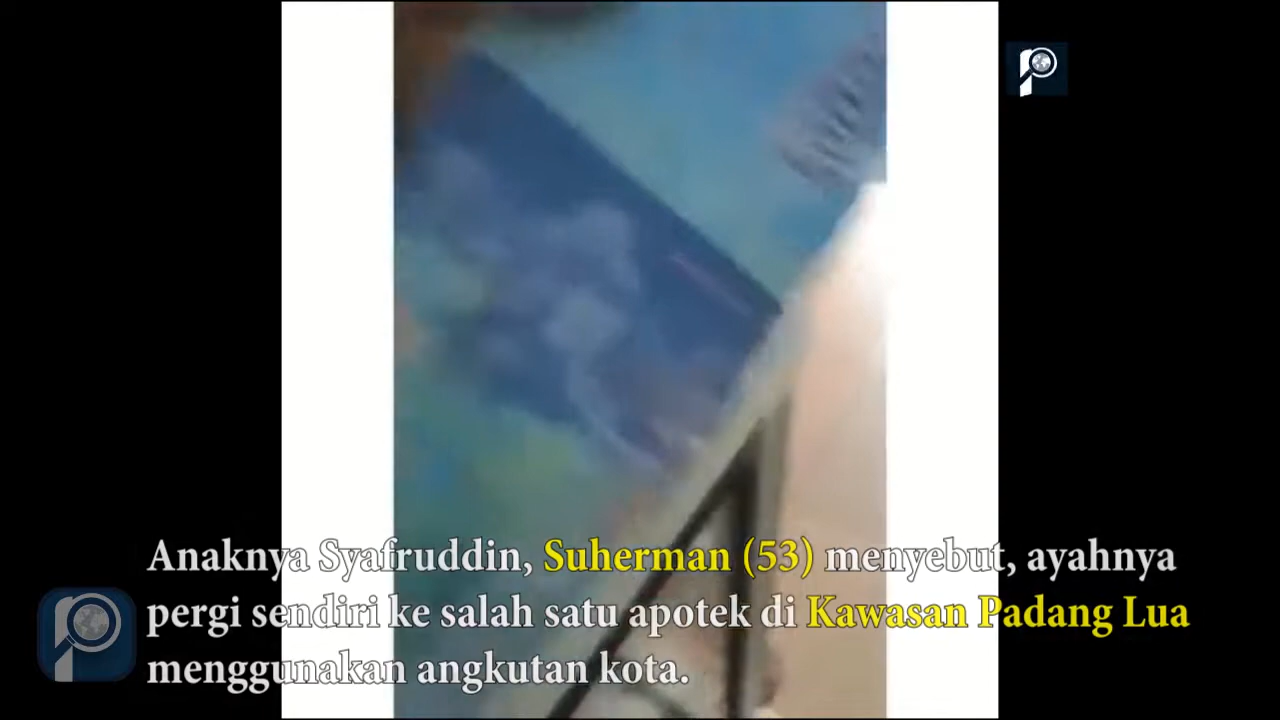 Anaknya Syafruddin, Suherman (53) menyebut, ayahnya
pergi sendiri ke salah satu apotek di Kawasan Padang Lua
menggunakan angkutan kota.